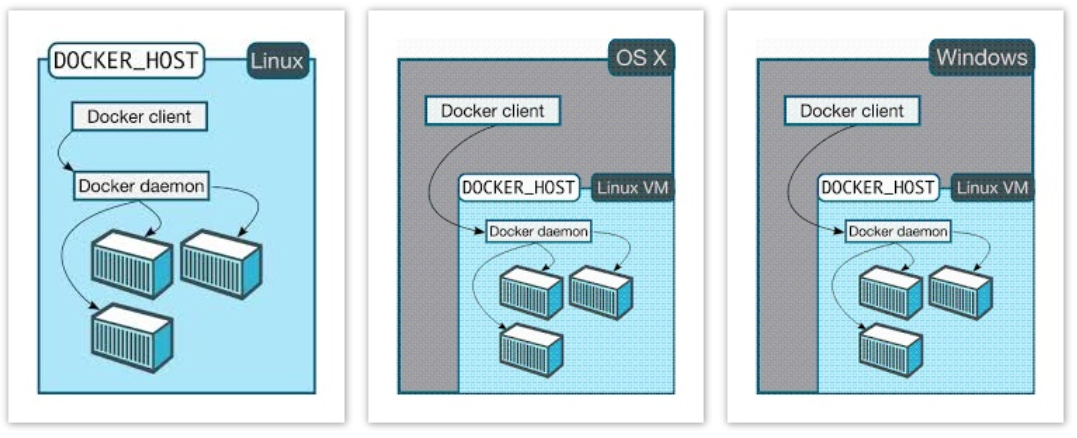 DOCKER_HOST Linux
Docker client
Docker daemon
OS X
Docker client
DOCKER_HOST Linux VM
Docker daemon
Windows
Docker client
DOCKER_HOST Linux VM
Docker daemon